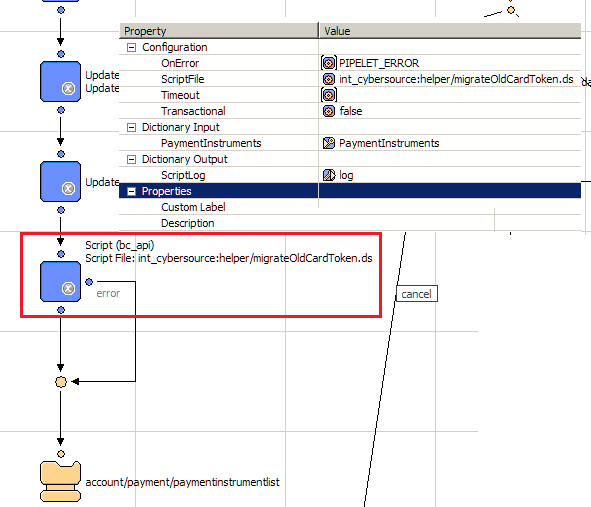 Property Value
Configuration
OnError PIPELET_ERROR
ScriptFile int_cybersource:helper/migrateOldCardToken.ds
Timeout
Transactional false
Dictionary Input
PaymentInstruments PaymentInstruments
Dictionary Output
ScriptLog log
Properties
Custom Label
Description
Update
Update
da
Update
Script (bc_api)
Script File: int_cybersource:helper/migrateOldCardToken.ds
error
cancel
account/payment/paymentinstrumentlist